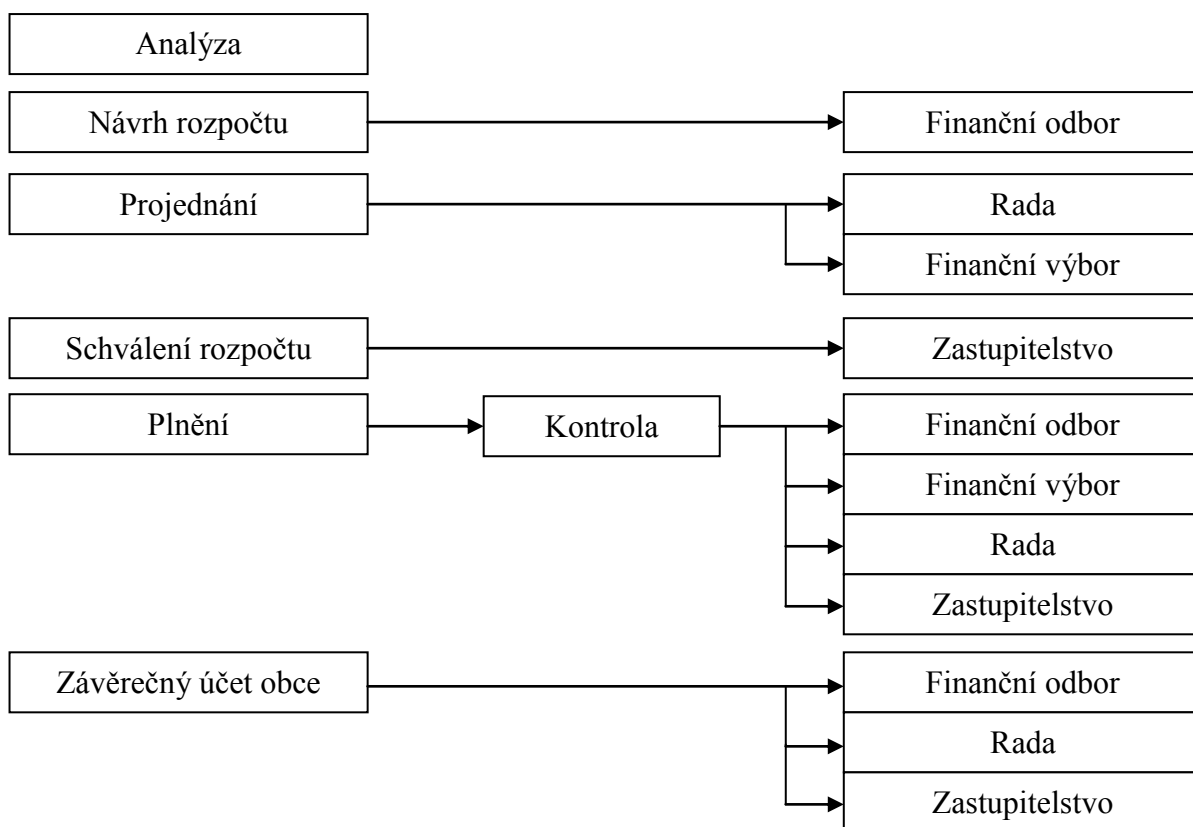 Analýza
Návrh rozpočtu
Finanční odbor
Projednání
Rada
Finanční výbor
Schválení rozpočtu
Zastupitelstvo
Plnění
Kontrola
Finanční odbor
Finanční výbor
Rada
Zastupitelstvo
Závěrečný účet obce
Finanční odbor
Rada
Zastupitelstvo